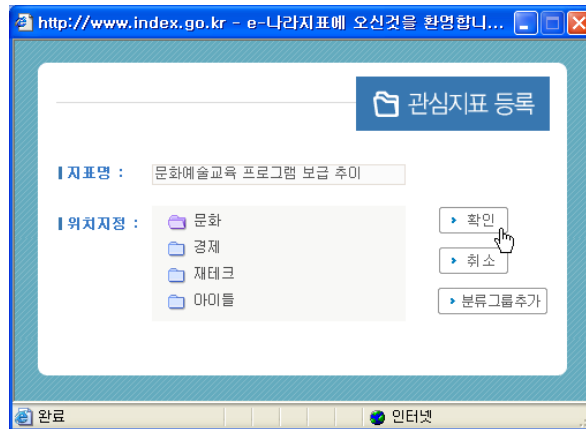 http://www.index.go.kr - e-나라지표에 오신것을 환영합니...
관심지표 등록
지표명 : 문화예술교육 프로그램 보급 추이
위치지정 : 문화
경제
재테크
아이들
확인
취소
분류그룹추가
완료
인터넷